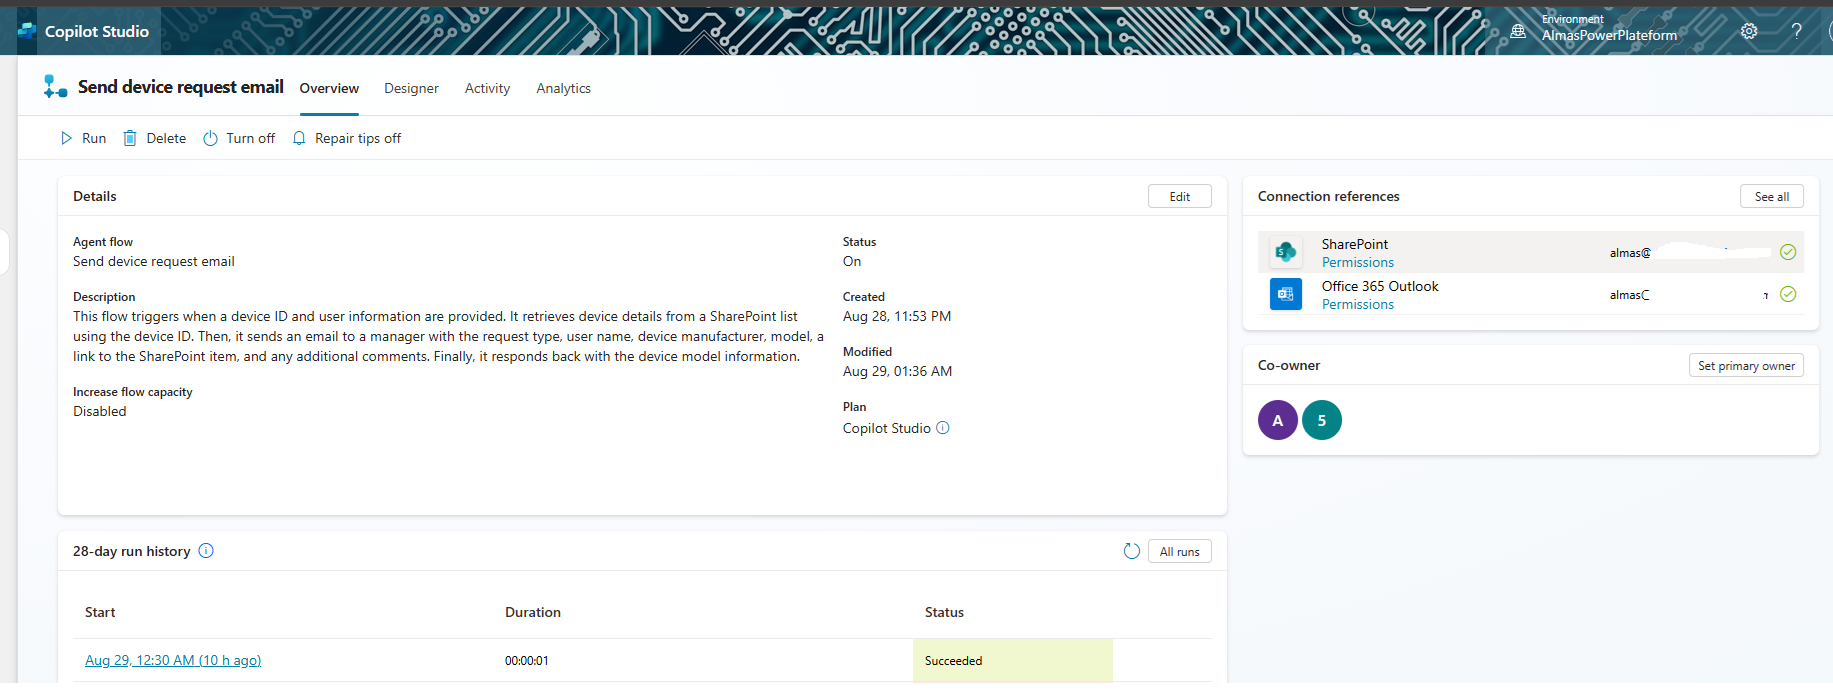 Copilot Studio
Environment
AlmasPowerPlateform
?
Send device request email
Overview
Designer
Activity
Analytics
Run
Delete
Turn off
Repair tips off
Details
Edit
Agent flow
Send device request email
Description
This flow triggers when a device ID and user information are provided. It retrieves device details from a SharePoint list
using the device ID. Then, it sends an email to a manager with the request type, user name, device manufacturer, model, a
link to the SharePoint item, and any additional comments. Finally, it responds back with the device model information.
Increase flow capacity
Disabled
Status
On
Created
Aug 28, 11:53 PM
Modified
Aug 29, 01:36 AM
Plan
Copilot Studio
Connection references
See all
SharePoint
Permissions
almas@
Office 365 Outlook
Permissions
Co-owner
Set primary owner
A
5
28-day run history
All runs
Start
Duration
Status
Aug 29, 12:30 AM (10 h ago)
00:00:01
Succeeded